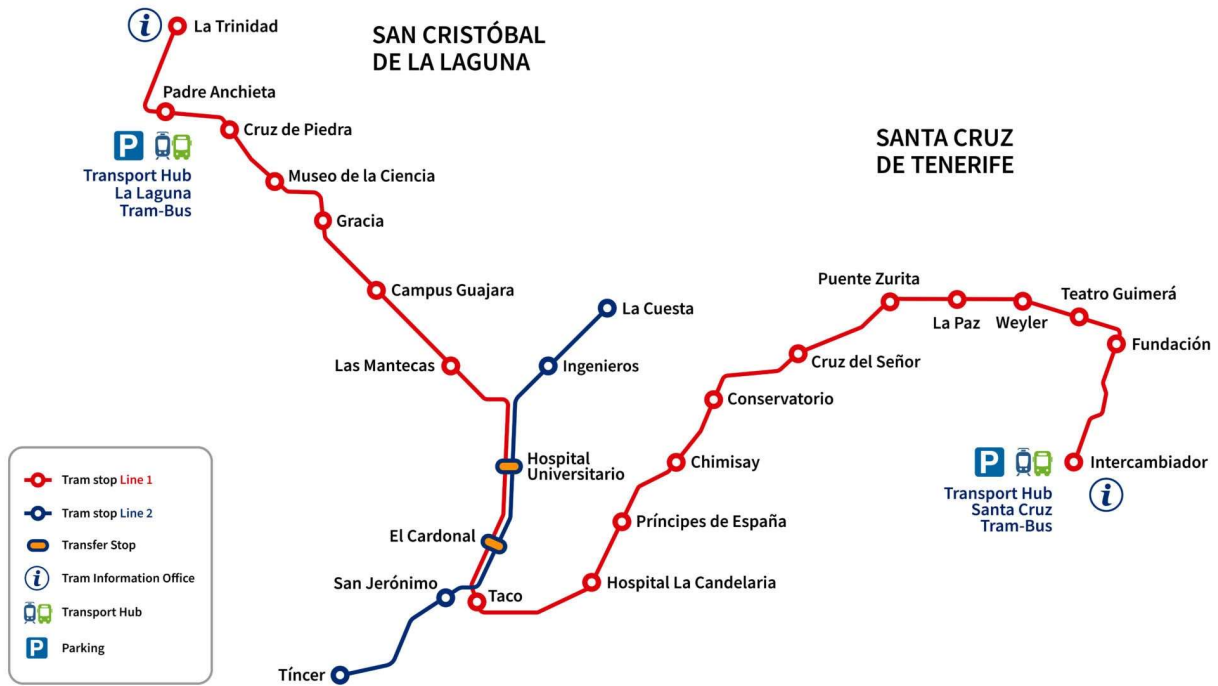 La Trinidad
SAN CRISTÓBAL
DE LA LAGUNA
Padre Anchieta
Cruz de Piedra
P
Transport Hub
La Laguna
Tram-Bus
Museo de la Ciencia
Gracia
Campus Guajara
Las Mantecas
La Cuesta
Ingenieros
Hospital
Universitario
El Cardonal
San Jerónimo
Taco
Tíncer
SANTA CRUZ
DE TENERIFE
Puente Zurita
La Paz
Weyler
Teatro Guimerá
Fundación
Cruz del Señor
Conservatorio
Chimisay
Príncipes de España
Hospital La Candelaria
Intercambiador
P
Transport Hub
Santa Cruz
Tram-Bus
Tram stop Line 1
Tram stop Line 2
Transfer Stop
i Tram Information Office
Transport Hub
P Parking